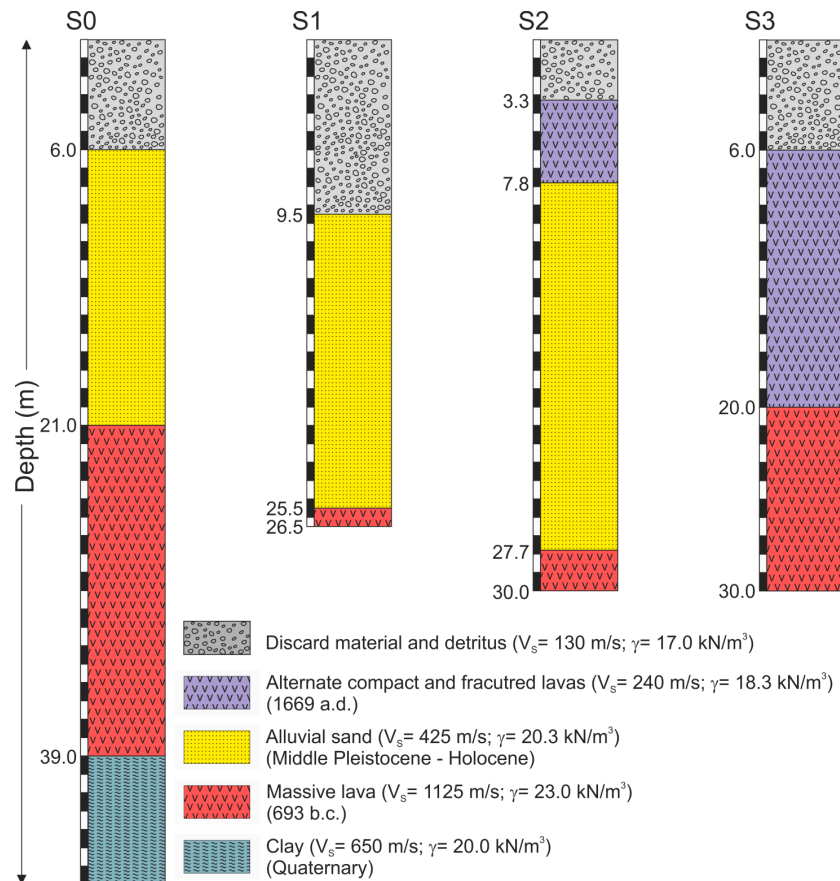 S0
S1
S2
S3
Depth (m)
6.0
21.0
39.0
9.5
25.5
26.5
3.3
7.8
27.7
30.0
6.0
20.0
30.0
Discard material and detritus (Vs= 130 m/s; γ= 17.0 kN/m³)
Alternate compact and fracutred lavas (Vs= 240 m/s; γ= 18.3 kN/m³)
(1669 a.d.)
Alluvial sand (Vs= 425 m/s; γ= 20.3 kN/m³)
(Middle Pleistocene - Holocene)
Massive lava (Vs= 1125 m/s; γ= 23.0 kN/m³)
(693 b.c.)
Clay (Vs= 650 m/s; γ= 20.0 kN/m³)
(Quaternary)